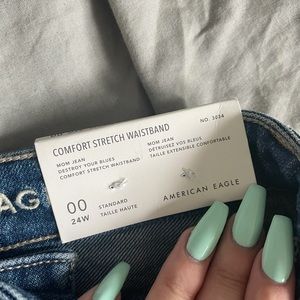 COMFORT STRETCH WAISTBAND
NO. 3034
MOM JEAN
DESTROY YOUR BLUES
COMFORT STRETCH WAISTBAND
MOM JEAN
DÉTRUISEZ VOS BLEUS
TAILLE EXTENSIBLE CONFORTABLE
00
24W
STANDARD
TAILLE HAUTE
AMERICAN EAGLE
AG